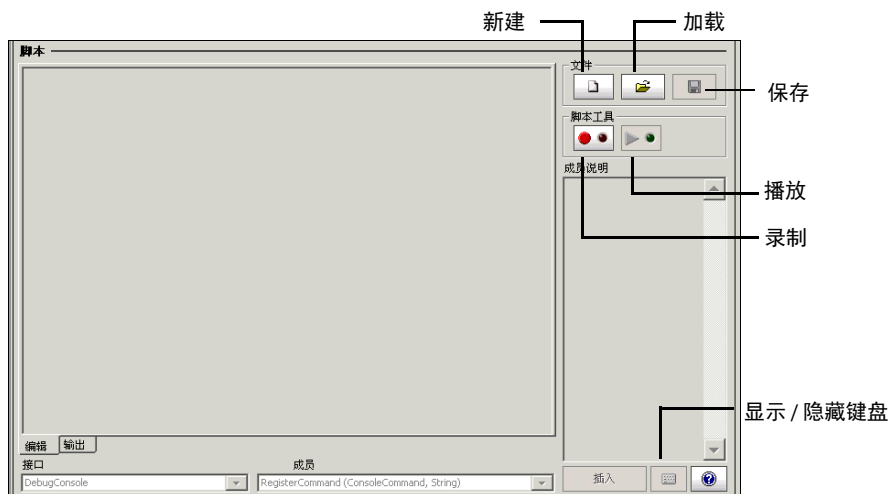 新建
加载
脚本
文件
保存
脚本工具
成员说明
播放
录制
显示 / 隐藏键盘
编辑
输出
接口
成员
DebugConsole
RegisterCommand (ConsoleCommand, String)
插入